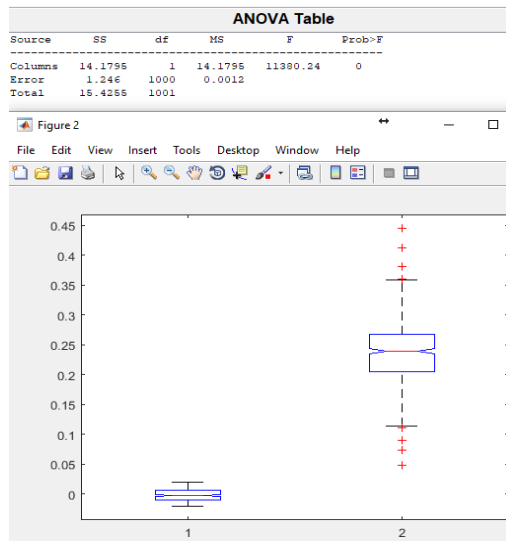 ANOVA Table
Source SS df MS F Prob>F
Columns 14.1795 1 14.1795 11380.24 0
Error 1.246 1000 0.0012
Total 15.4255 1001
Figure 2
File Edit View Insert Tools Desktop Window Help
0.45
0.4
0.35
0.3
0.25
0.2
0.15
0.1
0.05
0
1 2